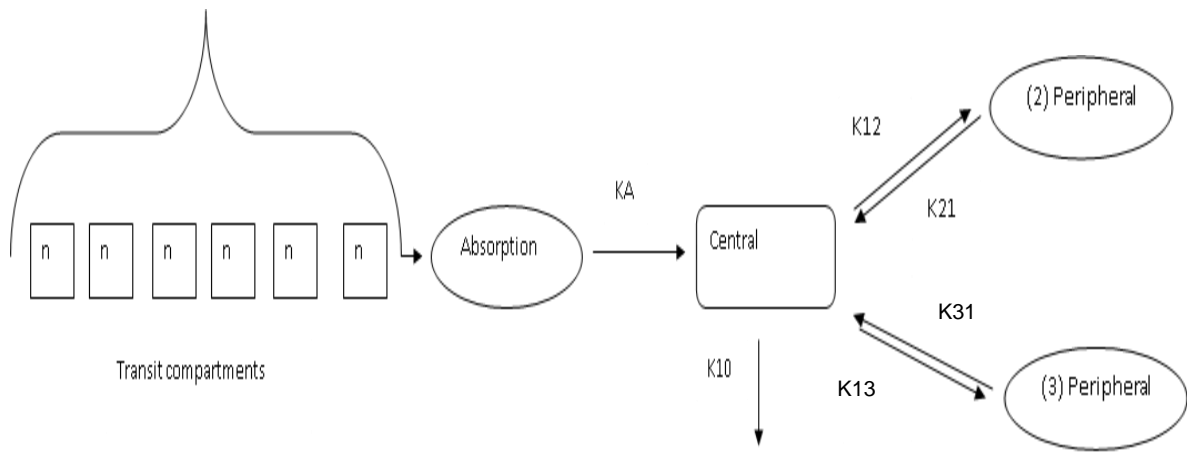 (2) Peripheral
K12
KA
K21
n n n n n n
Absorption
Central
K31
Transit compartments
K10
K13
(3) Peripheral